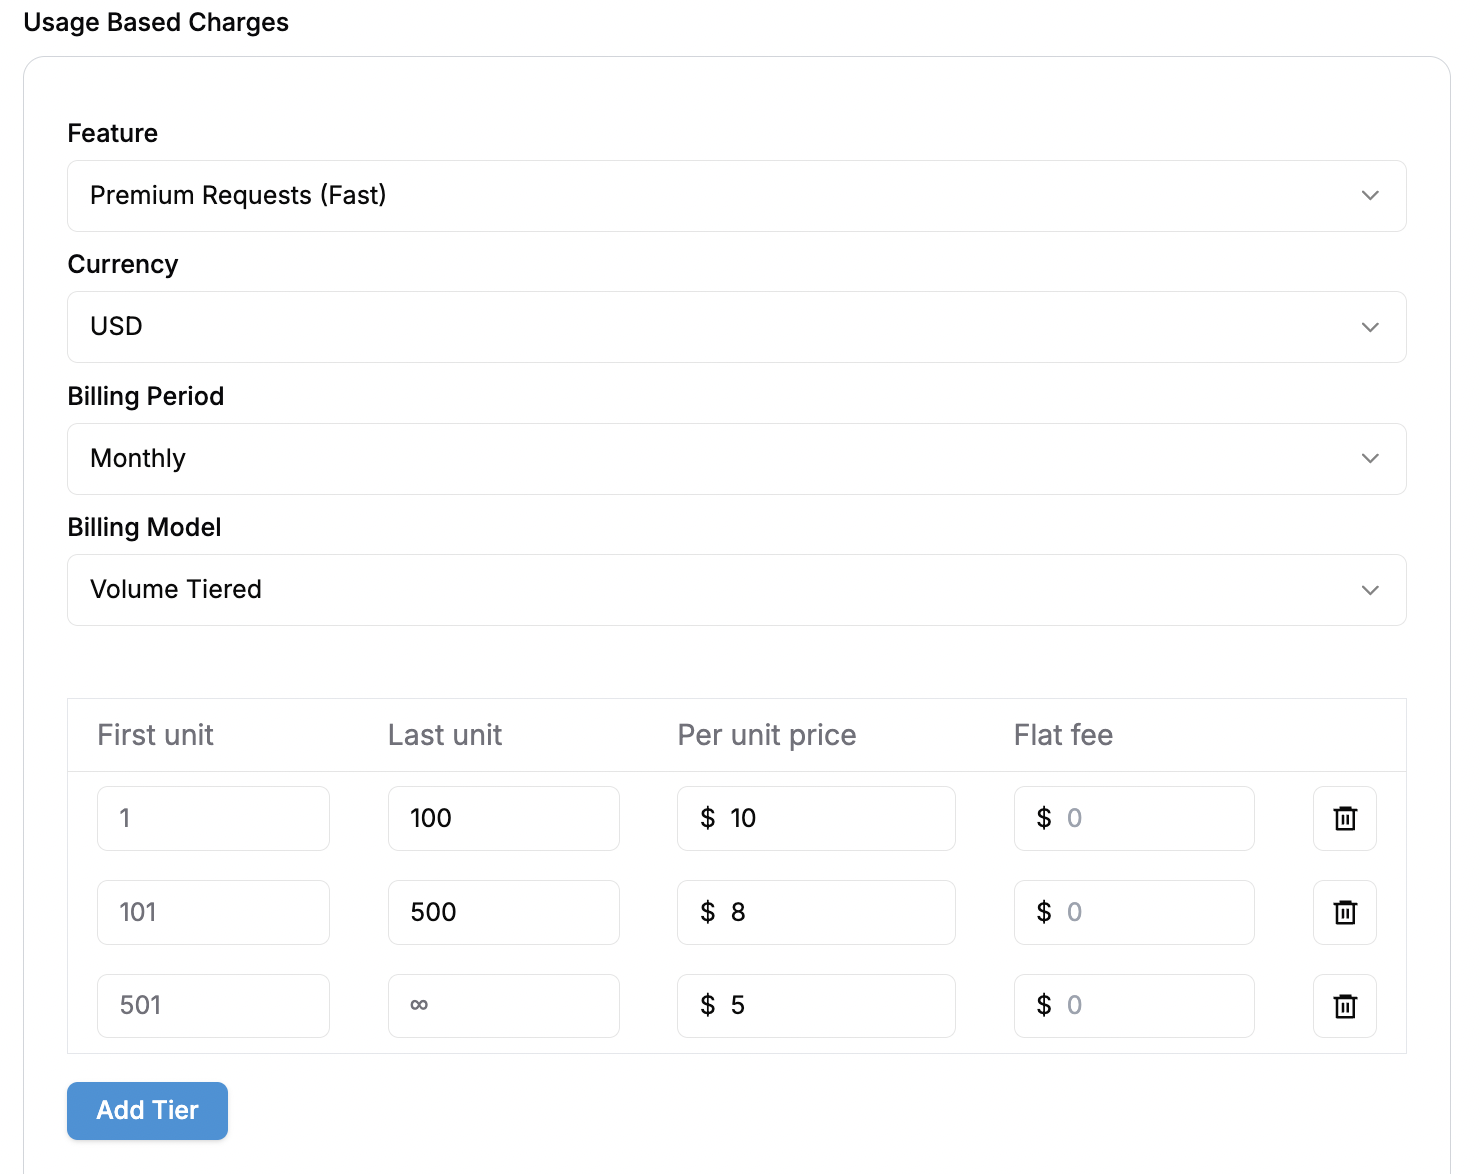 Usage Based Charges
Feature
Premium Requests (Fast)
Currency
USD
Billing Period
Monthly
Billing Model
Volume Tiered
First unit Last unit Per unit price Flat fee
1 100 $ 10 $ 0
101 500 $ 8 $ 0
501 ∞ $ 5 $ 0
Add Tier